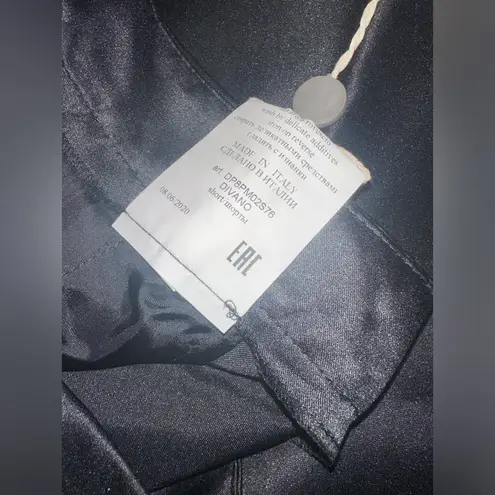 wash by delicate additives
iron on reverse
стирать деликатными средствами
гладить с изнанки
MADE IN ITALY
СДЕЛАНО В ИТАЛИИ
art. DP8PM02S76
DIVANO
short/шорты
08/06/2020
EAC